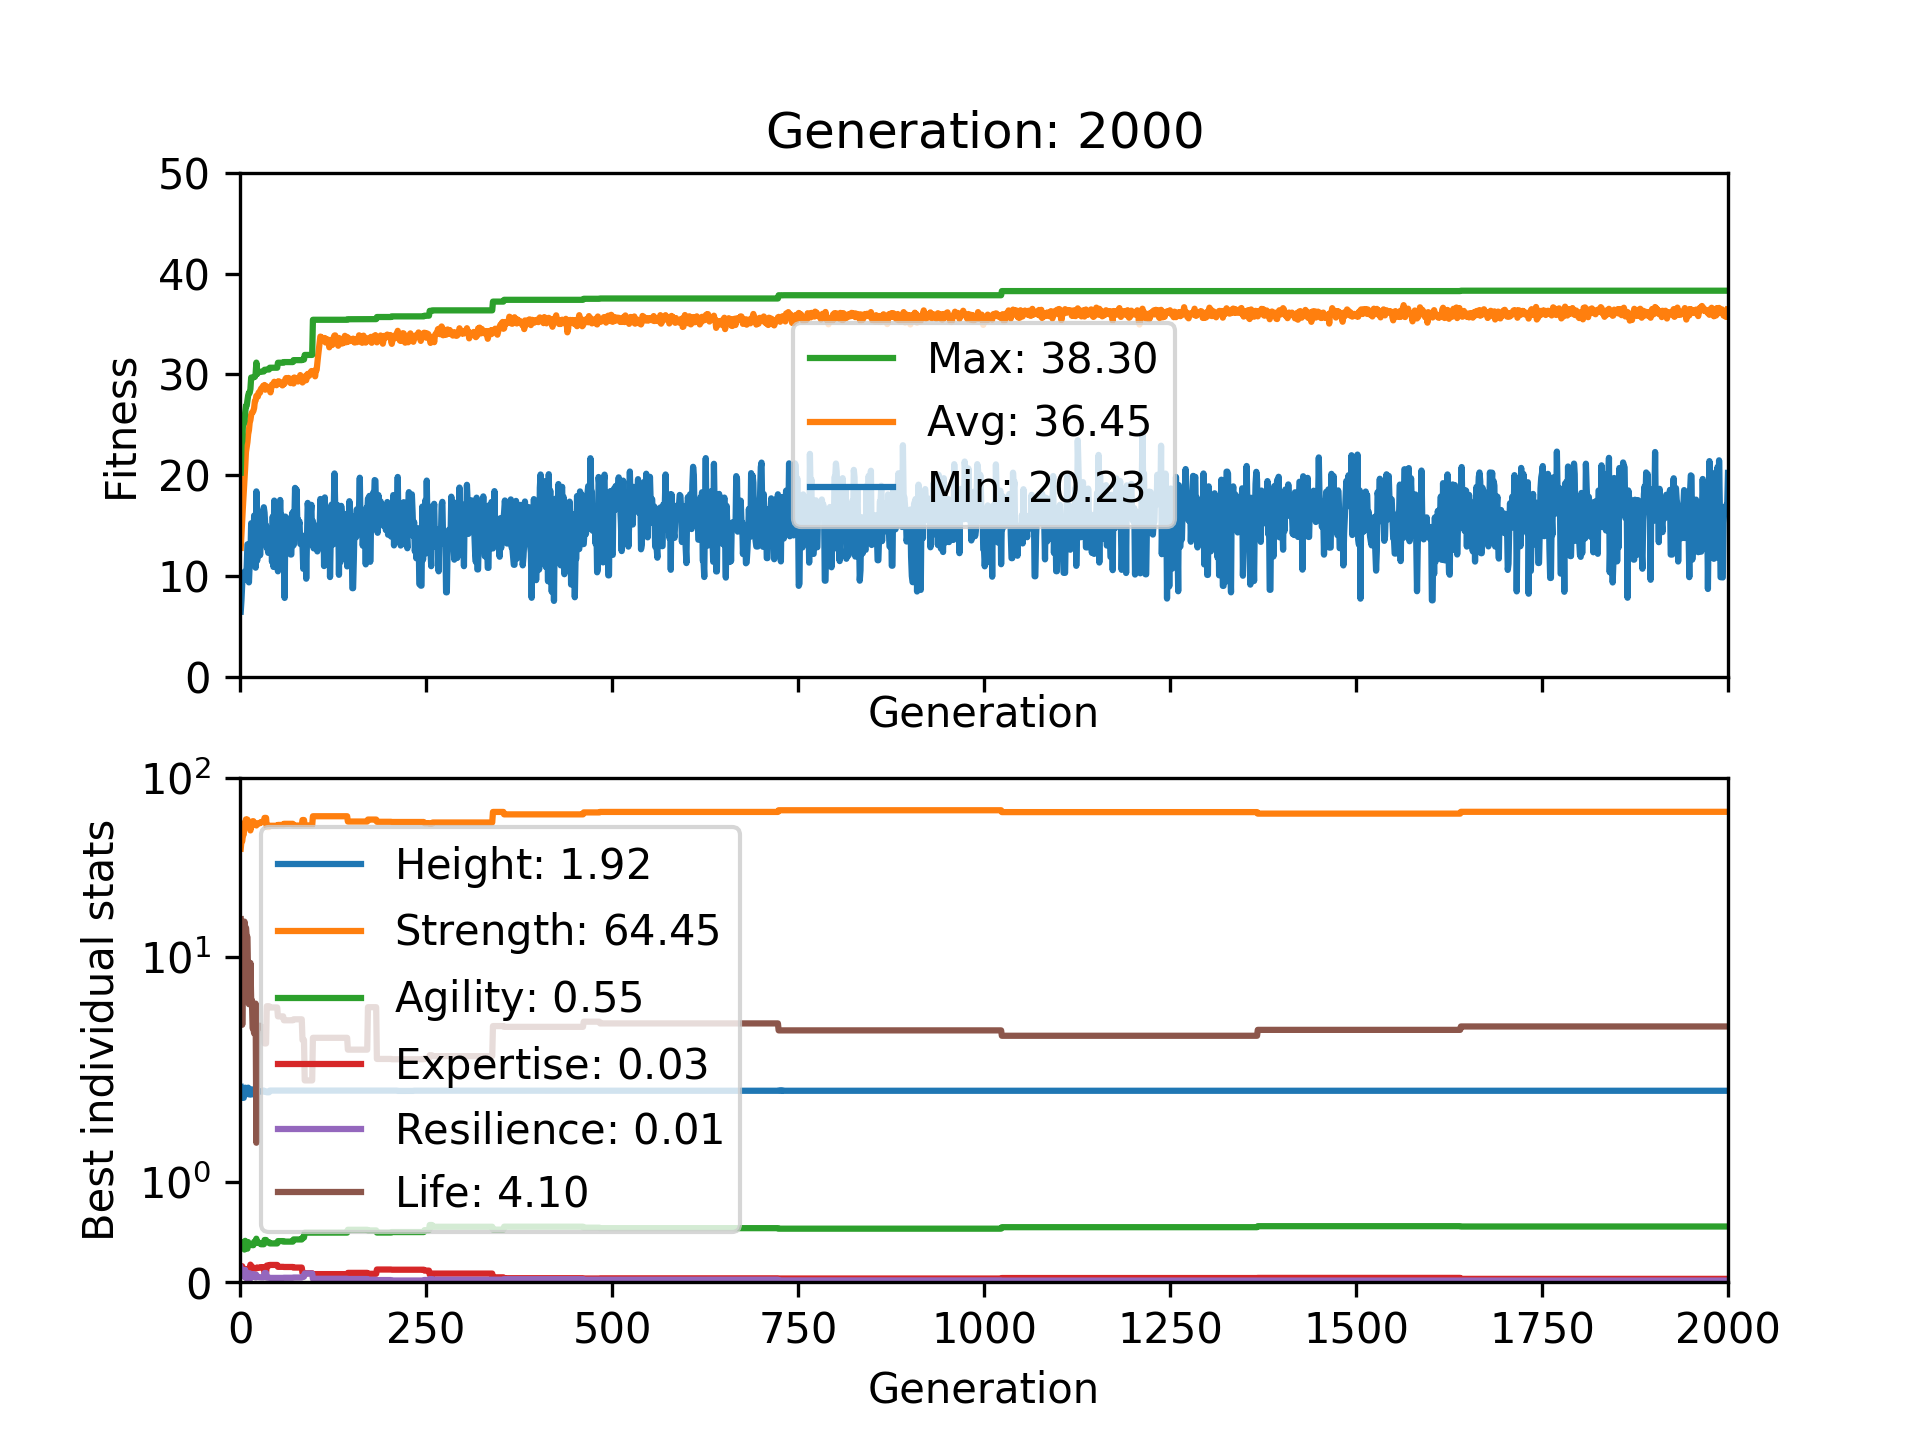 Generation: 2000
50
40
30
20
10
0
Fitness
Max: 38.30
Avg: 36.45
Min: 20.23
Generation
10²
10¹
10⁰
0
Best individual stats
Height: 1.92
Strength: 64.45
Agility: 0.55
Expertise: 0.03
Resilience: 0.01
Life: 4.10
0 250 500 750 1000 1250 1500 1750 2000
Generation